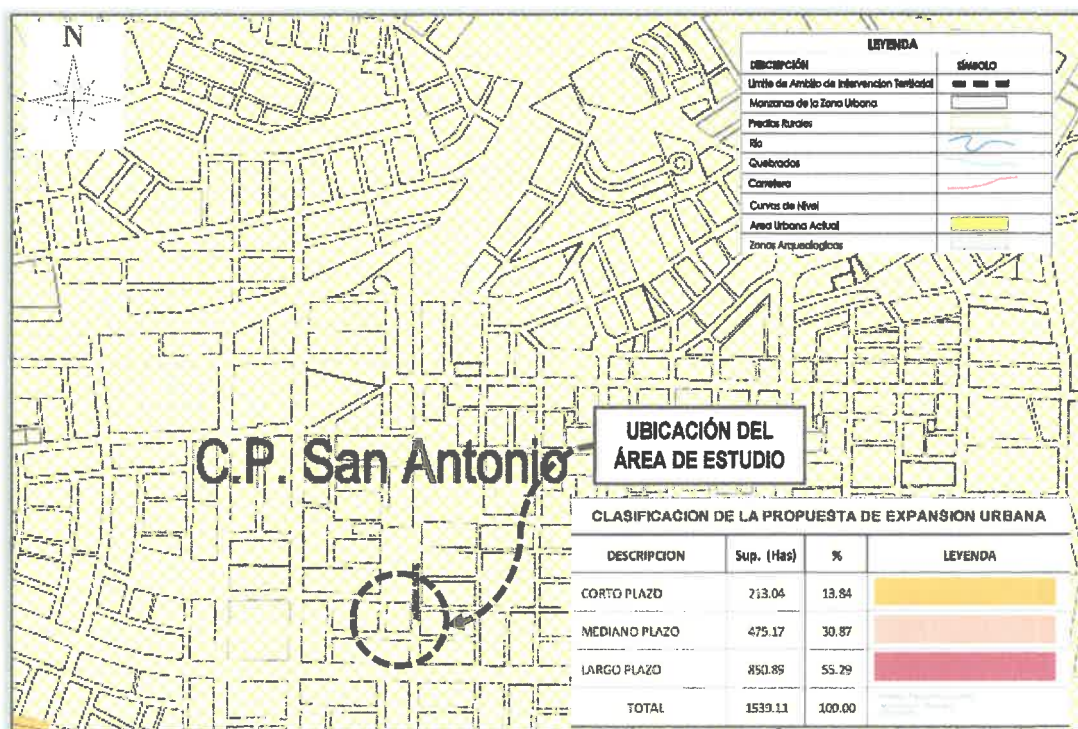 N
LEYENDA
DESCRIPCIÓN SÍMBOLO
Limite de Ambito de Intervencion Territorial
Manzanas de la Zona Urbana
Predios Rurales
Río
Quebradas
Carretera
Curvas de Nivel
Area Urbana Actual
Zonas Arqueologicas
C.P. San Antonio
UBICACIÓN DEL
ÁREA DE ESTUDIO
CLASIFICACION DE LA PROPUESTA DE EXPANSION URBANA
DESCRIPCION Sup. (Has) % LEYENDA
CORTO PLAZO 213.04 13.84
MEDIANO PLAZO 475.17 30.87
LARGO PLAZO 850.89 55.29
TOTAL 1539.11 100.00